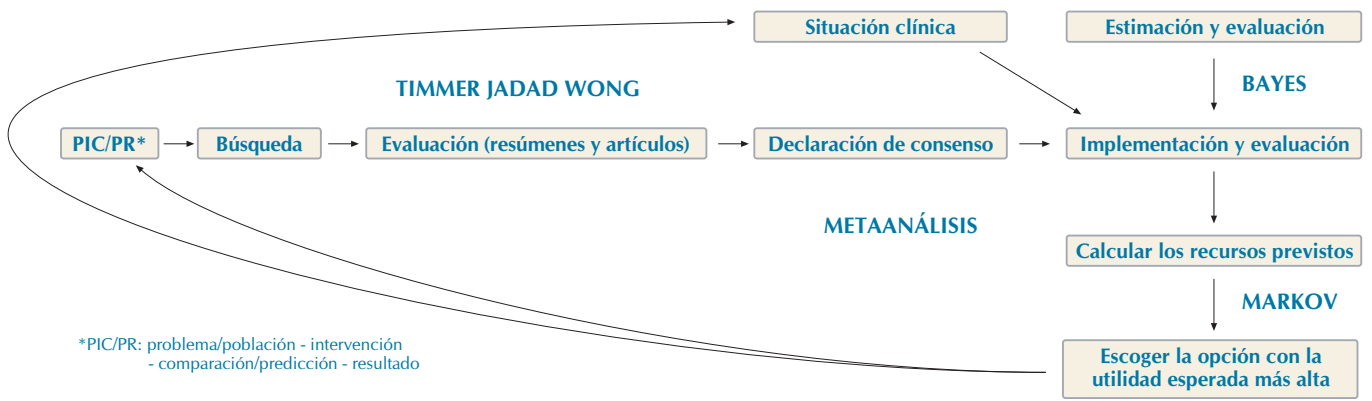 Situación clínica
Estimación y evaluación
TIMMER JADAD WONG
BAYES
PIC/PR*
Búsqueda
Evaluación (resúmenes y artículos)
Declaración de consenso
Implementación y evaluación
METAANÁLISIS
Calcular los recursos previstos
MARKOV
*PIC/PR: problema/población - intervención
- comparación/predicción - resultado
Escoger la opción con la
utilidad esperada más alta